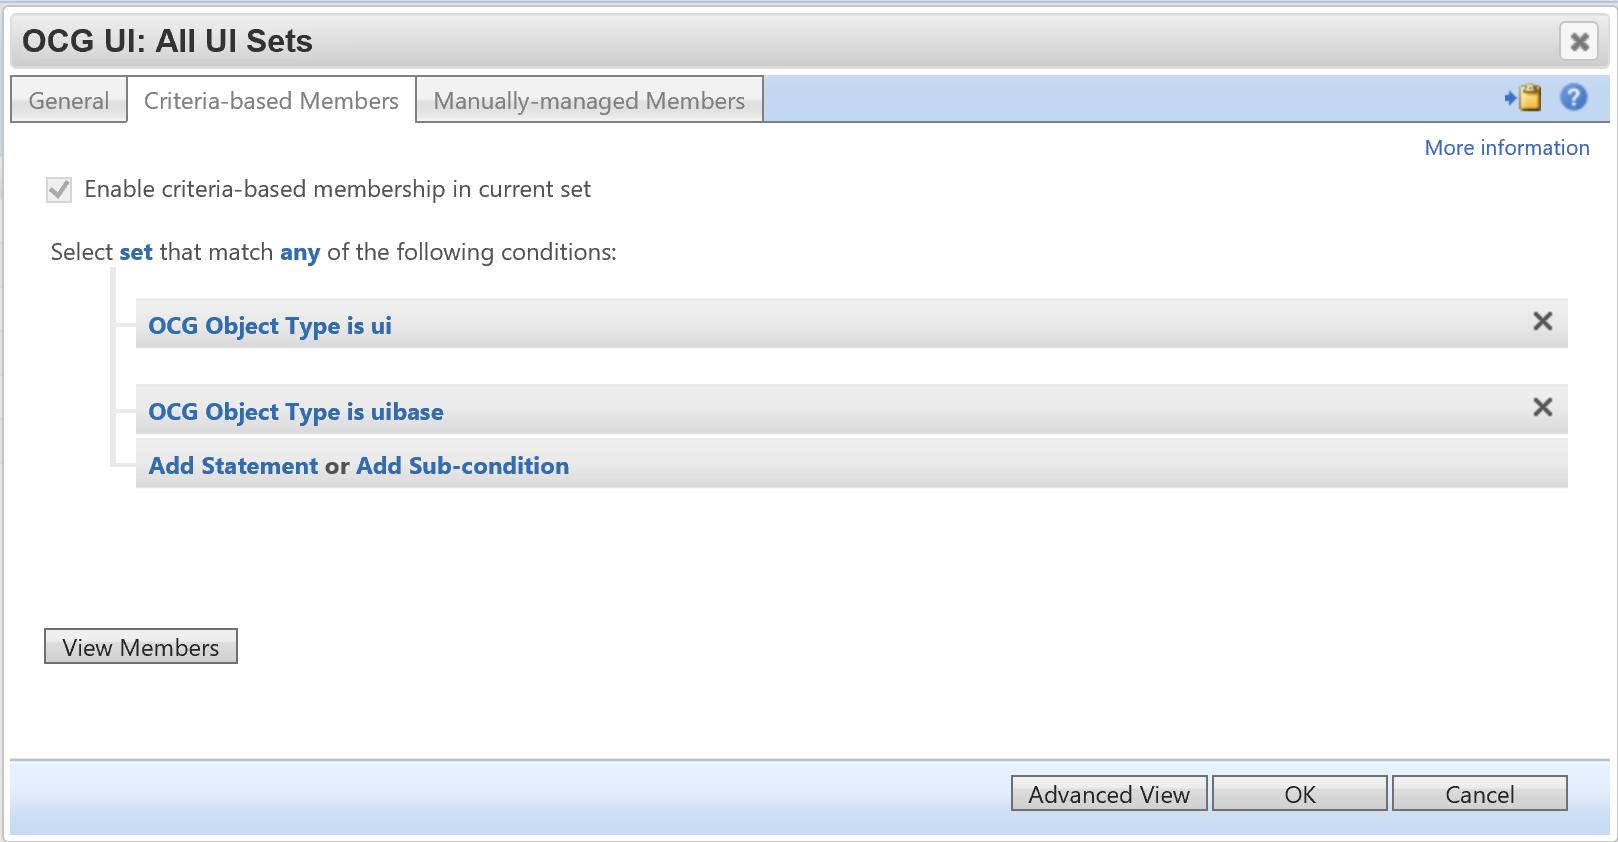 OCG UI: All UI Sets
General
Criteria-based Members
Manually-managed Members
More information
Enable criteria-based membership in current set
Select set that match any of the following conditions:
OCG Object Type is ui
OCG Object Type is uibase
Add Statement or Add Sub-condition
View Members
Advanced View
OK
Cancel